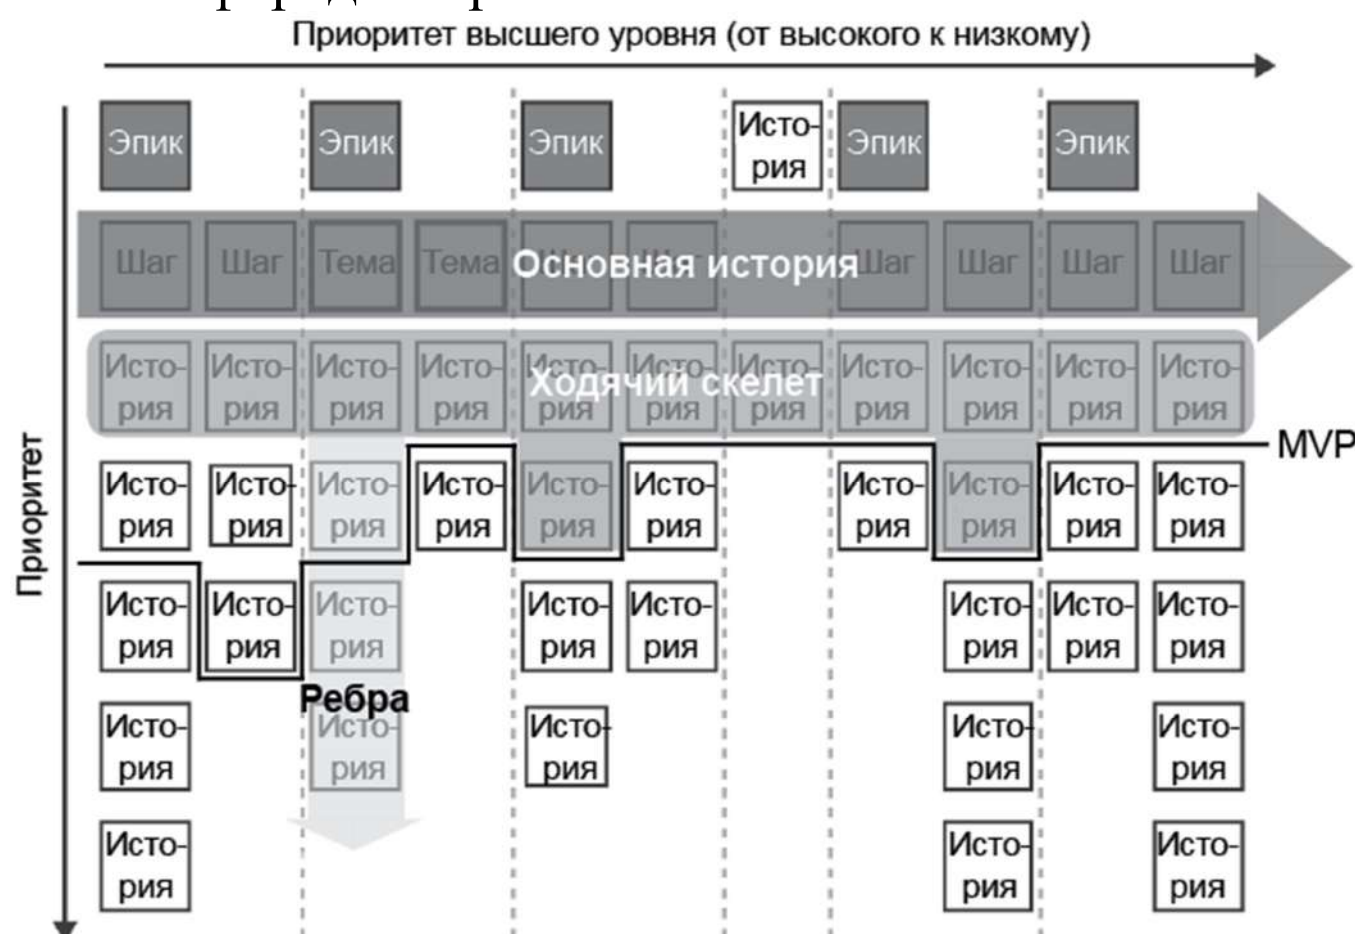 Приоритет высшего уровня (от высокого к низкому)
Эпик Эпик Эпик Исто- Эпик Эпик
рия
Шаг Шаг Тема Тема Основная история Шаг Шаг Шаг Шаг
Исто- Исто- Исто- Исто- Исто- Исто- Исто- Исто- Исто- Исто- Исто-
Ходячий скелет
рия рия рия рия рия рия рия рия рия рия рия
MVP
Приоритет
Исто- Исто- Исто- Исто- Исто- Исто- Исто- Исто- Исто- Исто-
рия рия рия рия рия рия рия рия рия рия
Исто- Исто- Исто- Исто- Исто- Исто- Исто- Исто-
рия рия рия рия рия рия рия рия
Ребра
Исто- Исто- Исто- Исто- Исто-
рия рия рия рия рия
Исто- Исто- Исто-
рия рия рия